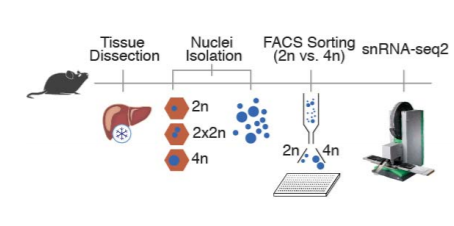 Tissue
Dissection
Nuclei
Isolation
FACS Sorting
(2n vs. 4n)
snRNA-seq2
2n
2x2n
4n
2n
4n